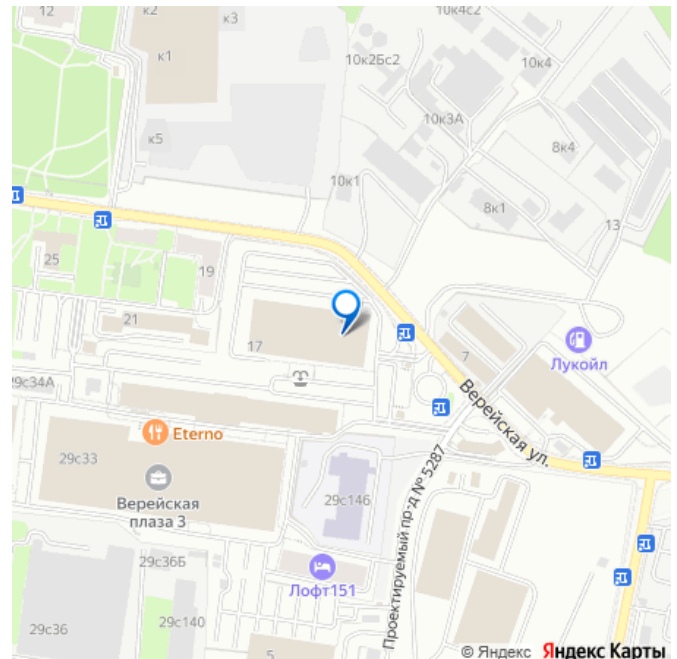 12
к2
к3
к1
10к2Бс2
10к4с2
10к4
10к3А
к5
8к4
10к1
8к1
13
25
19
21
17
7
Лукойл
29с34А
Верейская ул.
Eterno
29с33
Верейская
плаза 3
29с146
Проектируемый пр-д № 5287
29с36Б
Лофт151
29с36
29с140
5
© Яндекс Яндекс Карты